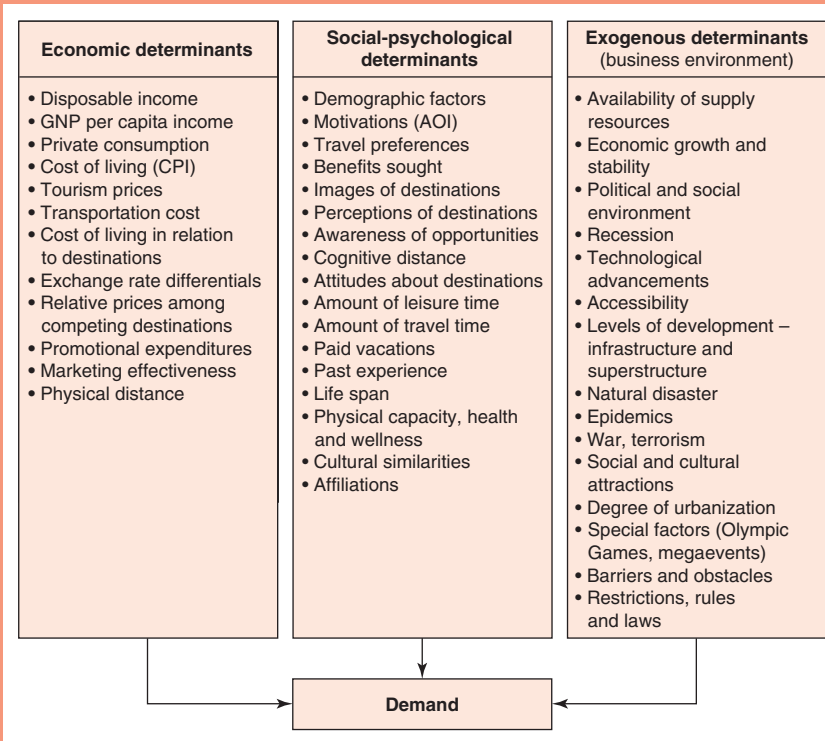 Economic determinants
• Disposable income
• GNP per capita income
• Private consumption
• Cost of living (CPI)
• Tourism prices
• Transportation cost
• Cost of living in relation
to destinations
• Exchange rate differentials
• Relative prices among
competing destinations
• Promotional expenditures
• Marketing effectiveness
• Physical distance
Social-psychological
determinants
• Demographic factors
• Motivations (AOI)
• Travel preferences
• Benefits sought
• Images of destinations
• Perceptions of destinations
• Awareness of opportunities
• Cognitive distance
• Attitudes about destinations
• Amount of leisure time
• Amount of travel time
• Paid vacations
• Past experience
• Life span
• Physical capacity, health
and wellness
• Cultural similarities
• Affiliations
Exogenous determinants
(business environment)
• Availability of supply
resources
• Economic growth and
stability
• Political and social
environment
• Recession
• Technological
advancements
• Accessibility
• Levels of development –
infrastructure and
superstructure
• Natural disaster
• Epidemics
• War, terrorism
• Social and cultural
attractions
• Degree of urbanization
• Special factors (Olympic
Games, megaevents)
• Barriers and obstacles
• Restrictions, rules
and laws
Demand